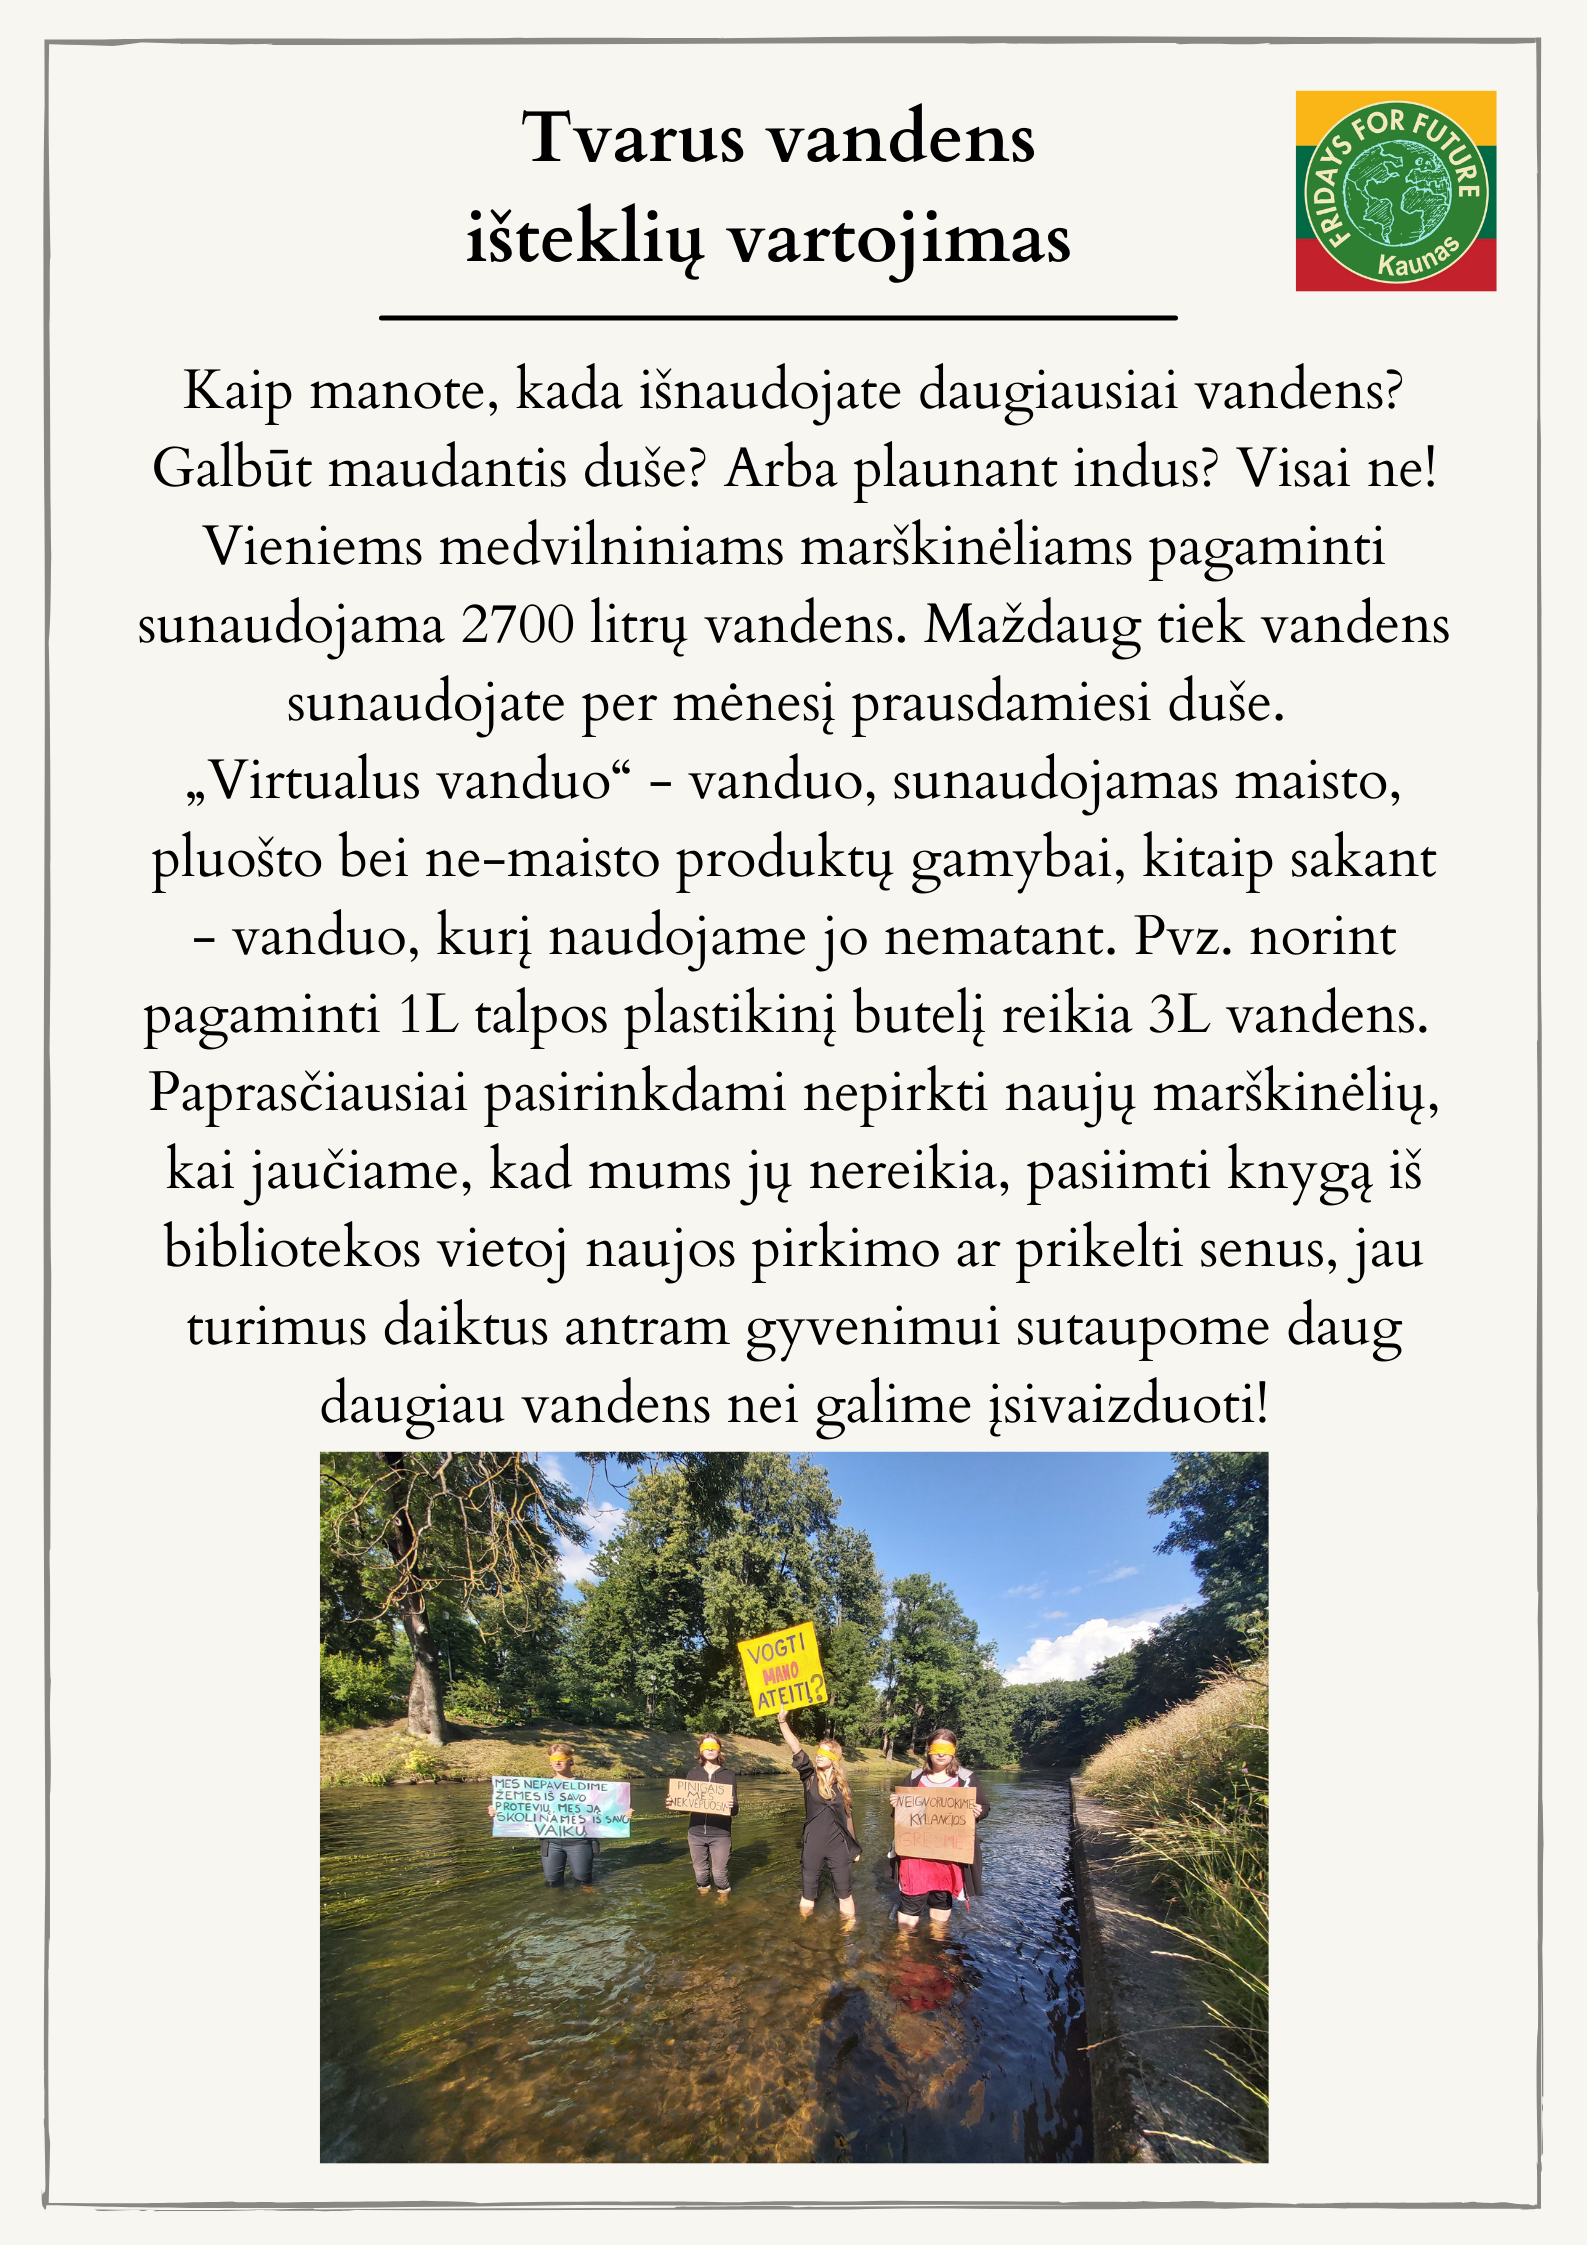 Tvarus vandens
išteklių vartojimas
FRIDAYS FOR FUTURE
Kaunas
Kaip manote, kada išnaudojate daugiausiai vandens?
Galbūt maudantis duše? Arba plaunant indus? Visai ne!
Vieniems medvilniniams marškinėliams pagaminti
sunaudojama 2700 litrų vandens. Maždaug tiek vandens
sunaudojate per mėnesį prausdamiesi duše.
„Virtualus vanduo“ - vanduo, sunaudojamas maisto,
pluošto bei ne-maisto produktų gamybai, kitaip sakant
- vanduo, kurį naudojame jo nematant. Pvz. norint
pagaminti 1L talpos plastikinį butelį reikia 3L vandens.
Paprasčiausiai pasirinkdami nepirkti naujų marškinėlių,
kai jaučiame, kad mums jų nereikia, pasiimti knygą iš
bibliotekos vietoj naujos pirkimo ar prikelti senus, jau
turimus daiktus antram gyvenimui sutaupome daug
daugiau vandens nei galime įsivaizduoti!
VOGTI
MANO
ATEITĮ?
MES NEPAVELDIME
ŽEMĖS IŠ SAVO
PROTĖVIŲ, MES JĄ
SKOLINAMĖS IŠ SAVO
VAIKŲ
PINIGAIS
MES
NEKVĖPUOSIM
NEIGNORUOKIME
KYLANČIOS
GRĖSMĖ